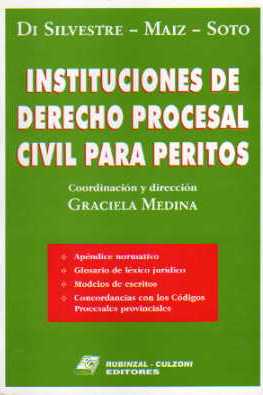 DI SILVESTRE – MAIZ – SOTO
INSTITUCIONES DE
DERECHO PROCESAL
CIVIL PARA PERITOS
Coordinación y dirección
GRACIELA MEDINA
Apéndice normativo
Glosario de léxico jurídico
Modelos de escritos
Concordancias con los Códigos
Procesales provinciales
RUBINZAL - CULZONI
EDITORES